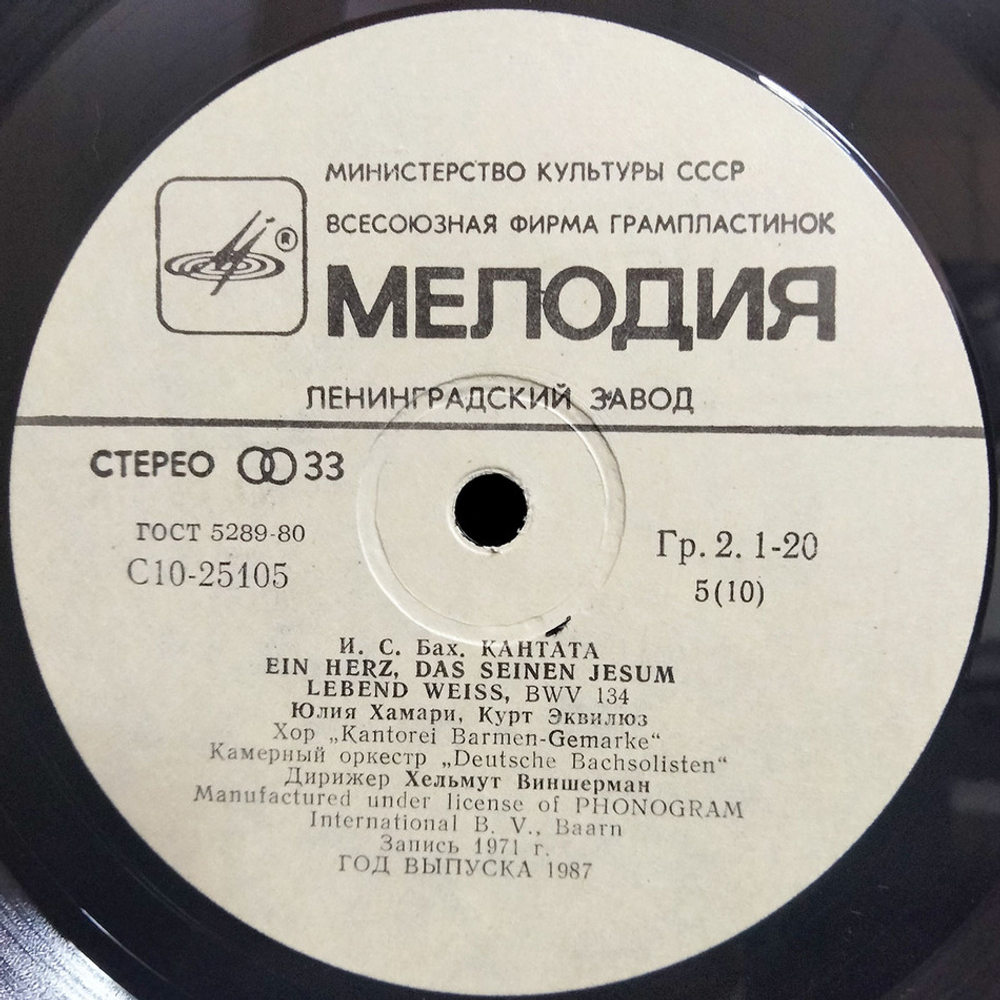 МИНИСТЕРСТВО КУЛЬТУРЫ СССР
ВСЕСОЮЗНАЯ ФИРМА ГРАМПЛАСТИНОК
®
МЕЛОДИЯ
ЛЕНИНГРАДСКИЙ ЗАВОД
СТЕРЕО 33
ГОСТ 5289-80
С10-25105
Гр. 2. 1-20
5(10)
И. С. Бах. КАНТАТА
EIN HERZ, DAS SEINEN JESUM
LEBEND WEISS, BWV 134
Юлия Хамари, Курт Эквилюз
Хор „Kantorei Barmen-Gemarke“
Камерный оркестр „Deutsche Bachsolisten“
Дирижер Хельмут Виншерман
Manufactured under license of PHONOGRAM
International B. V., Baarn
Запись 1971 г.
ГОД ВЫПУСКА 1987